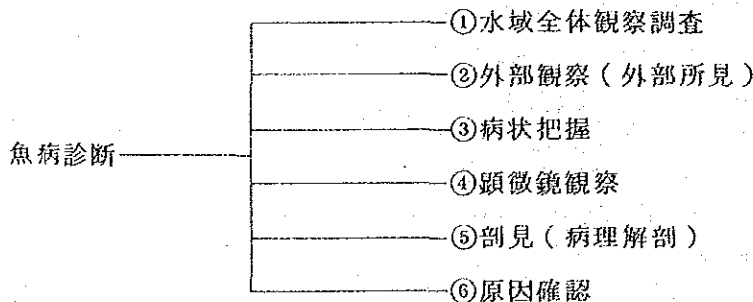 ①水域全体観察調査
②外部観察(外部所見)
③病状把握
魚病診断
④顕微鏡観察
⑤剖見(病理解剖)
⑥原因確認